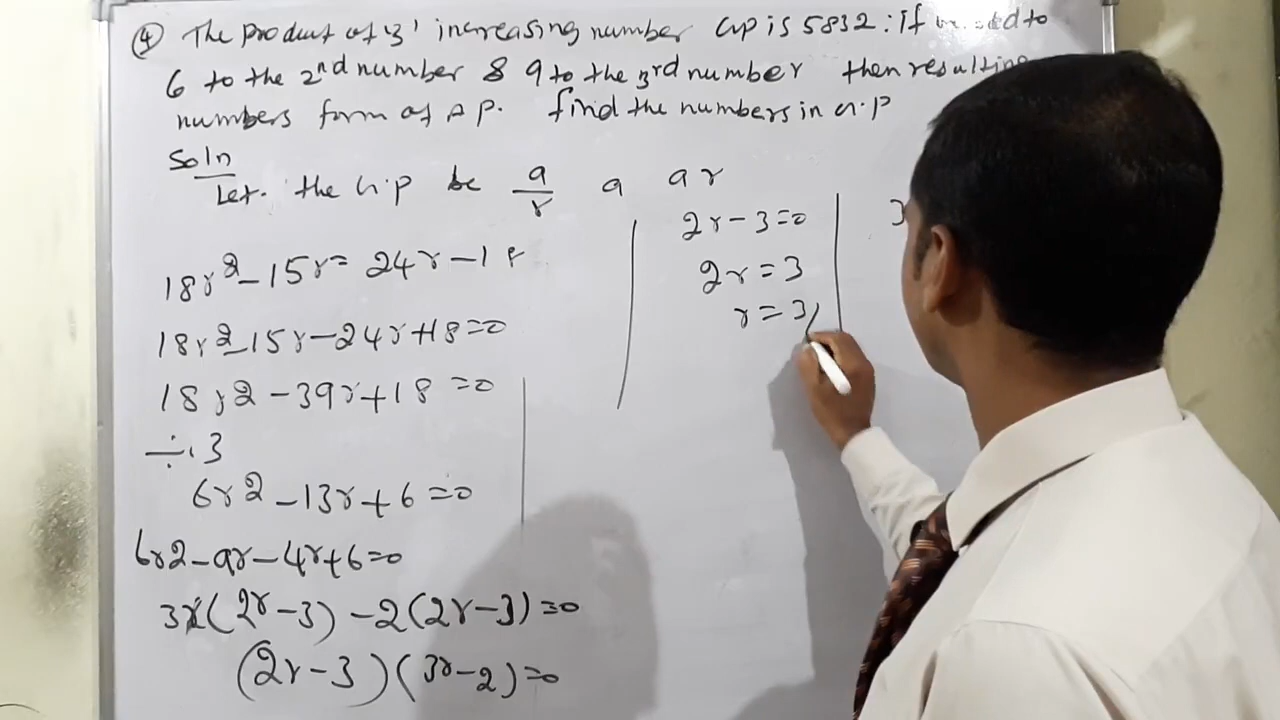 ④ The product of 3' increasing number GP is 5832 : If to
6 to the 2nd number & 9 to the 3rd number then resulting
numbers form of AP. find the numbers in G.P
Soln
Let. the G.P be a/r a ar
18r2 - 15r = 24r - 18
18r2 - 15r - 24r + 18 = 0
18r2 - 39r + 18 = 0
÷ 3
6r2 - 13r + 6 = 0
6r2 - 9r - 4r + 6 = 0
3r(2r - 3) - 2(2r - 3) = 0
(2r - 3)(3r - 2) = 0
2r - 3 = 0
2r = 3
r = 3/
3